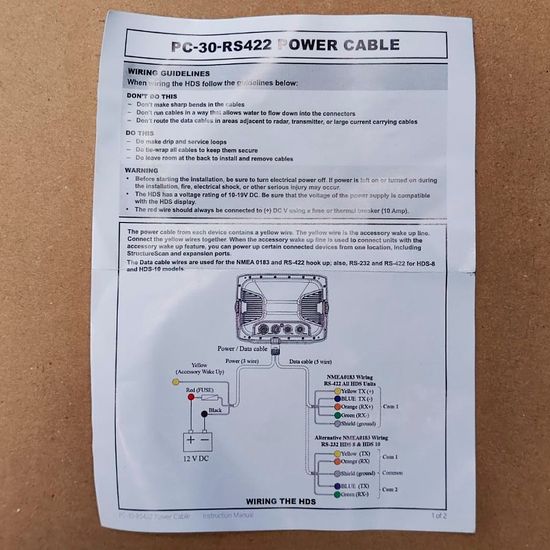 PC-30-RS422 POWER CABLE
WIRING GUIDELINES
When wiring the HDS follow the guidelines below:
DON'T DO THIS
– Don't make sharp bends in the cables
– Don't run cables in a way that allows water to flow down into the connectors
– Don't route the data cables in areas adjacent to radar, transmitter, or large current carrying cables
DO THIS
– Do make drip and service loops
– Do tie-wrap all cables to keep them secure
– Do leave room at the back to install and remove cables
WARNING
• Before starting the installation, be sure to turn electrical power off. If power is left on or turned on during
the installation, fire, electrical shock, or other serious injury may occur.
• The HDS has a voltage rating of 10-19V DC. Be sure that the voltage of the power supply is compatible
with the HDS display.
• The red wire should always be connected to (+) DC V using a fuse or thermal breaker (10 Amp).
The power cable from each device contains a yellow wire. The yellow wire is the accessory wake up line.
Connect the yellow wires together. When the accessory wake up line is used to connect units with the
accessory wake up feature, you can power up certain connected devices from one location, including
StructureScan and expansion ports.
The Data cable wires are used for the NMEA 0183 and RS-422 hook up; also, RS-232 and RS-422 for HDS-8
and HDS-10 models.
Power / Data cable
Power (3 wire)
Data cable (5 wire)
Yellow
(Accessory Wake Up)
Red (FUSE)
Black
+ –
12 V DC
NMEA0183 Wiring
RS-422 All HDS Units
Yellow TX (+)
BLUE TX (-)
Orange (RX+) Com 1
Green (RX-)
Shield (ground)
Alternative NMEA0183 Wiring
RS-232 HDS 8 & HDS 10
Yellow (TX) Com 1
Orange (RX)
Shield (ground) Common
BLUE (TX) Com 2
Green (RX-)
WIRING THE HDS
PC-30-RS422 Power Cable Instruction Manual 1 of 2